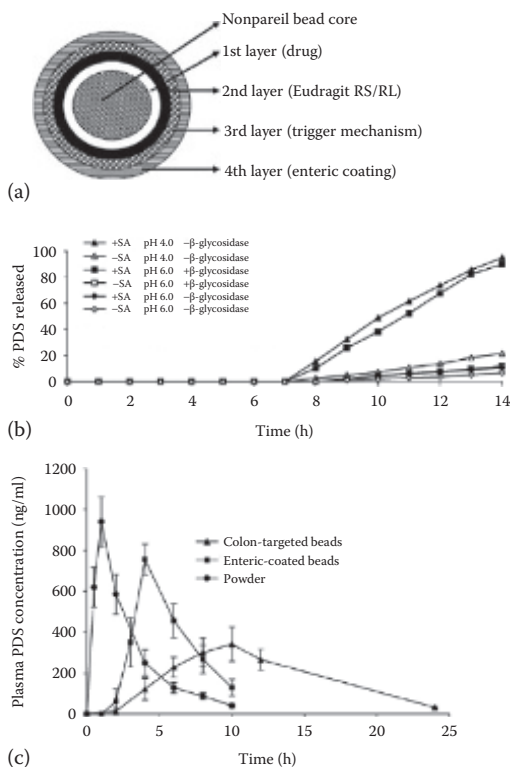 Nonpareil bead core
1st layer (drug)
2nd layer (Eudragit RS/RL)
3rd layer (trigger mechanism)
4th layer (enteric coating)
(a)
+SA pH 4.0 −β-glycosidase
−SA pH 4.0 −β-glycosidase
+SA pH 6.0 +β-glycosidase
−SA pH 6.0 +β-glycosidase
+SA pH 6.0 −β-glycosidase
−SA pH 6.0 −β-glycosidase
% PDS released
100
80
60
40
20
0
0 2 4 6 8 10 12 14
Time (h)
(b)
Plasma PDS concentration (ng/ml)
1200
1000
800
600
400
200
0
Colon-targeted beads
Enteric-coated beads
Powder
0 5 10 15 20 25
Time (h)
(c)